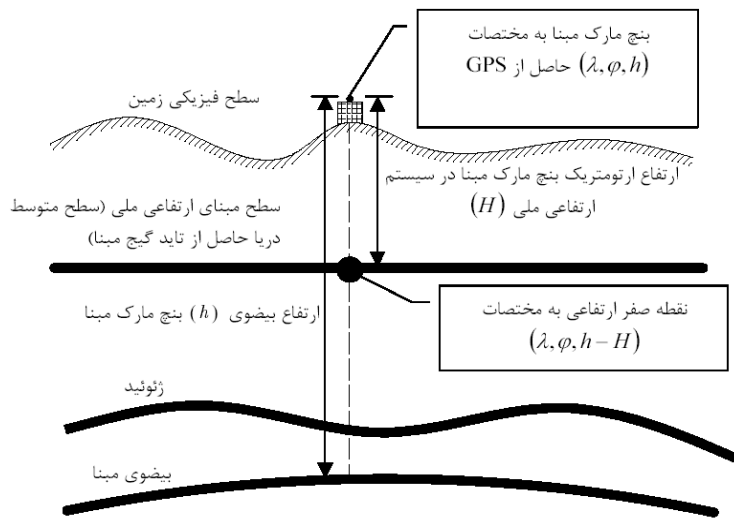 بنچ مارک مبنا به مختصات
(λ, φ, h) حاصل از GPS
سطح فیزیکی زمین
ارتفاع ارتومتریک بنچ مارک مبنا در سیستم
ارتفاعی ملی (H)
سطح مبنای ارتفاعی ملی (سطح متوسط
دریا حاصل از تاید گیج مبنا)
ارتفاع بیضوی (h) بنچ مارک مبنا
نقطه صفر ارتفاعی به مختصات
(λ, φ, h − H)
ژئوئید
بیضوی مبنا